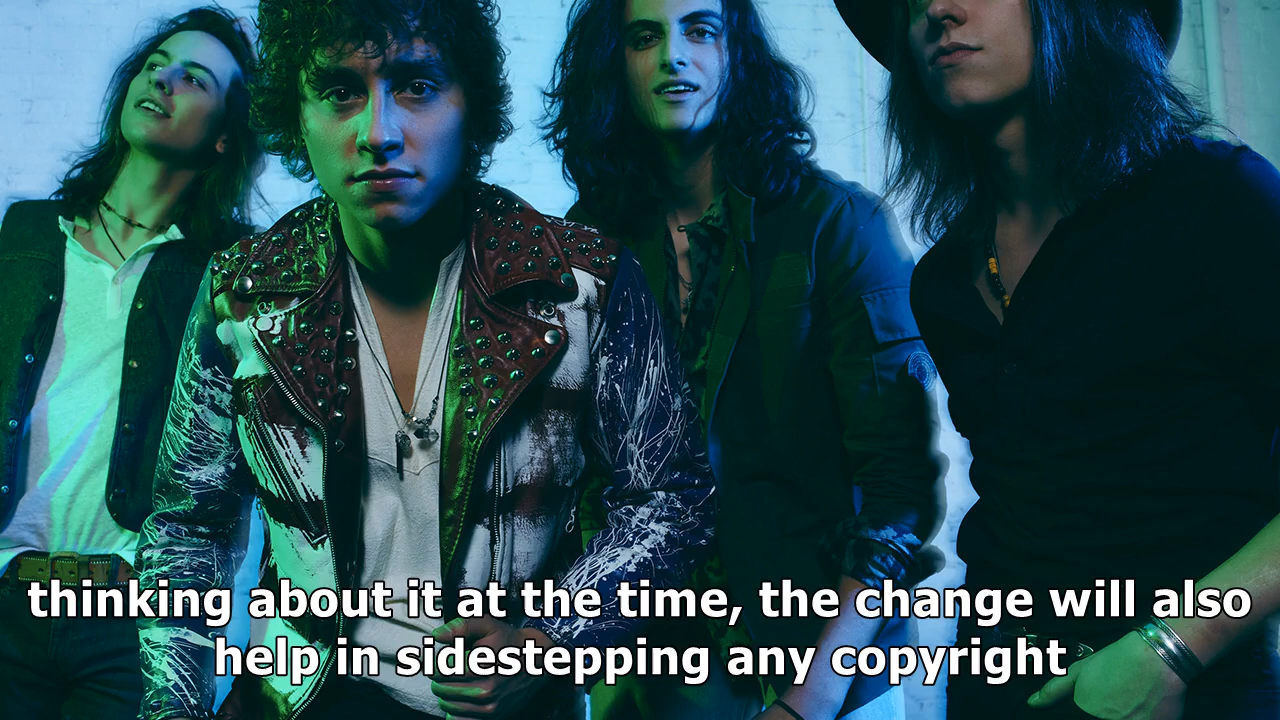 thinking about it at the time, the change will also
help in sidestepping any copyright